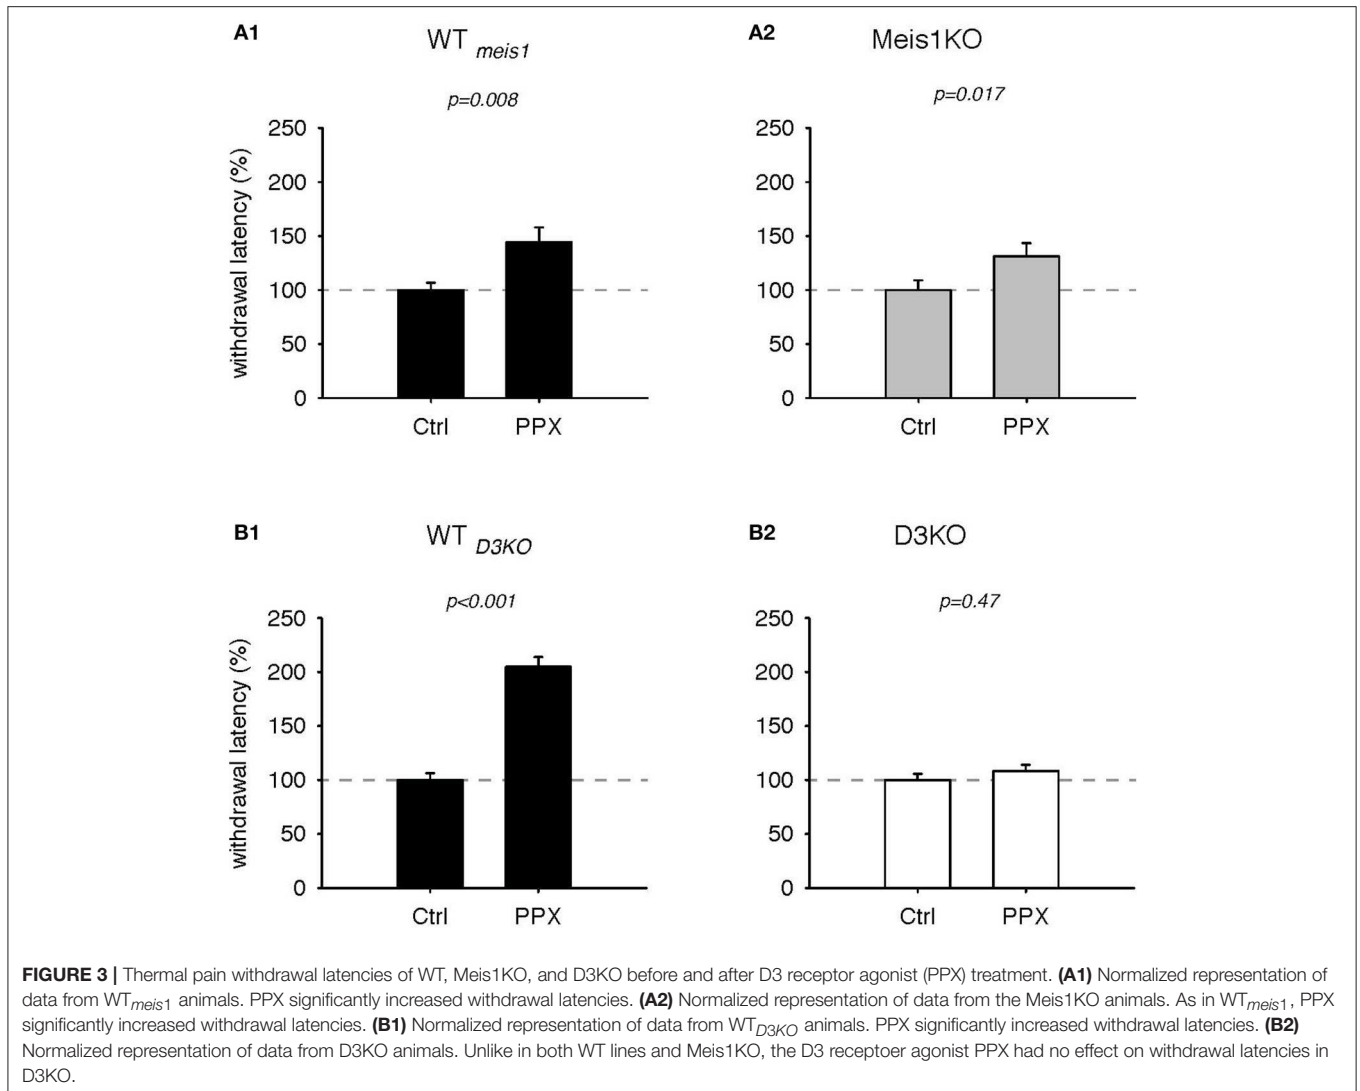 A1 WT meis1
p=0.008
withdrawal latency (%)
250
200
150
100
50
0
Ctrl PPX
A2 Meis1KO
p=0.017
250
200
150
100
50
0
Ctrl PPX
B1 WT D3KO
p<0.001
withdrawal latency (%)
250
200
150
100
50
0
Ctrl PPX
B2 D3KO
p=0.47
250
200
150
100
50
0
Ctrl PPX
FIGURE 3 | Thermal pain withdrawal latencies of WT, Meis1KO, and D3KO before and after D3 receptor agonist (PPX) treatment. (A1) Normalized representation of
data from WTmeis1 animals. PPX significantly increased withdrawal latencies. (A2) Normalized representation of data from the Meis1KO animals. As in WTmeis1, PPX
significantly increased withdrawal latencies. (B1) Normalized representation of data from WTD3KO animals. PPX significantly increased withdrawal latencies. (B2)
Normalized representation of data from D3KO animals. Unlike in both WT lines and Meis1KO, the D3 receptoer agonist PPX had no effect on withdrawal latencies in
D3KO.